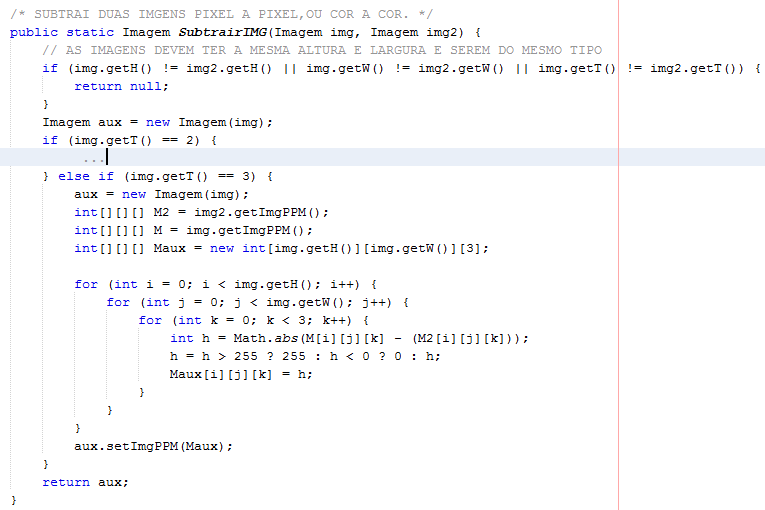 /* SUBTRAI DUAS IMGENS PIXEL A PIXEL,OU COR A COR. */
public static Imagem SubtrairIMG(Imagem img, Imagem img2) {
    // AS IMAGENS DEVEM TER A MESMA ALTURA E LARGURA E SEREM DO MESMO TIPO
    if (img.getH() != img2.getH() || img.getW() != img2.getW() || img.getT() != img2.getT()) {
        return null;
    }
    Imagem aux = new Imagem(img);
    if (img.getT() == 2) {
         ...
    } else if (img.getT() == 3) {
        aux = new Imagem(img);
        int[][][] M2 = img2.getImgPPM();
        int[][][] M = img.getImgPPM();
        int[][][] Maux = new int[img.getH()][img.getW()][3];

        for (int i = 0; i < img.getH(); i++) {
            for (int j = 0; j < img.getW(); j++) {
                for (int k = 0; k < 3; k++) {
                    int h = Math.abs(M[i][j][k] - (M2[i][j][k]));
                    h = h > 255 ? 255 : h < 0 ? 0 : h;
                    Maux[i][j][k] = h;
                }
            }
        }
        aux.setImgPPM(Maux);
    }
    return aux;
}